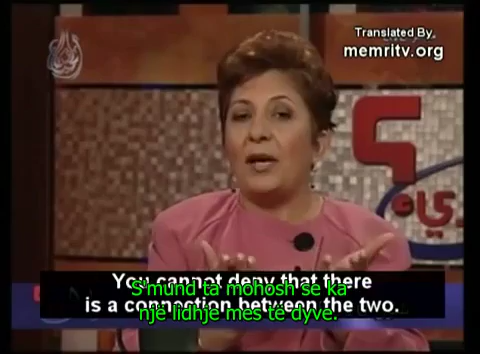 Translated By
memritv.org
You cannot deny that there
is a connection between the two.
S'mund ta mohosh se ka
një lidhje mes të dyve.